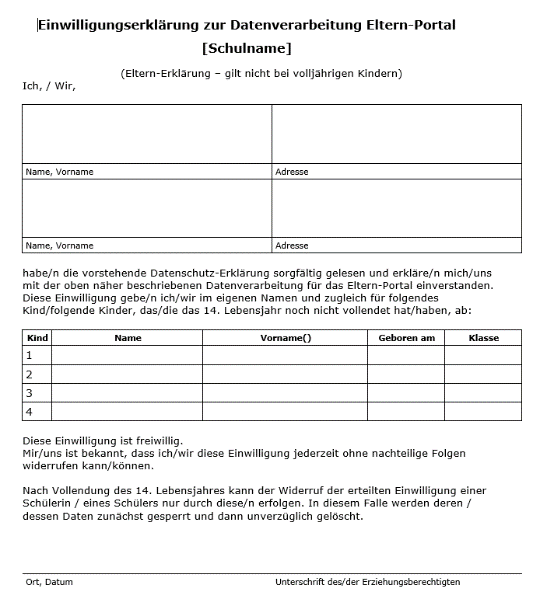 Einwilligungserklärung zur Datenverarbeitung Eltern-Portal
[Schulname]
(Eltern-Erklärung – gilt nicht bei volljährigen Kindern)
Ich, / Wir,
Name, Vorname Adresse
Name, Vorname Adresse
habe/n die vorstehende Datenschutz-Erklärung sorgfältig gelesen und erkläre/n mich/uns
mit der oben näher beschriebenen Datenverarbeitung für das Eltern-Portal einverstanden.
Diese Einwilligung gebe/n ich/wir im eigenen Namen und zugleich für folgendes
Kind/folgende Kinder, das/die das 14. Lebensjahr noch nicht vollendet hat/haben, ab:
Kind Name Vorname() Geboren am Klasse
1
2
3
4
Diese Einwilligung ist freiwillig.
Mir/uns ist bekannt, dass ich/wir diese Einwilligung jederzeit ohne nachteilige Folgen
widerrufen kann/können.
Nach Vollendung des 14. Lebensjahres kann der Widerruf der erteilten Einwilligung einer
Schülerin / eines Schülers nur durch diese/n erfolgen. In diesem Falle werden deren /
dessen Daten zunächst gesperrt und dann unverzüglich gelöscht.
Ort, Datum Unterschrift des/der Erziehungsberechtigten